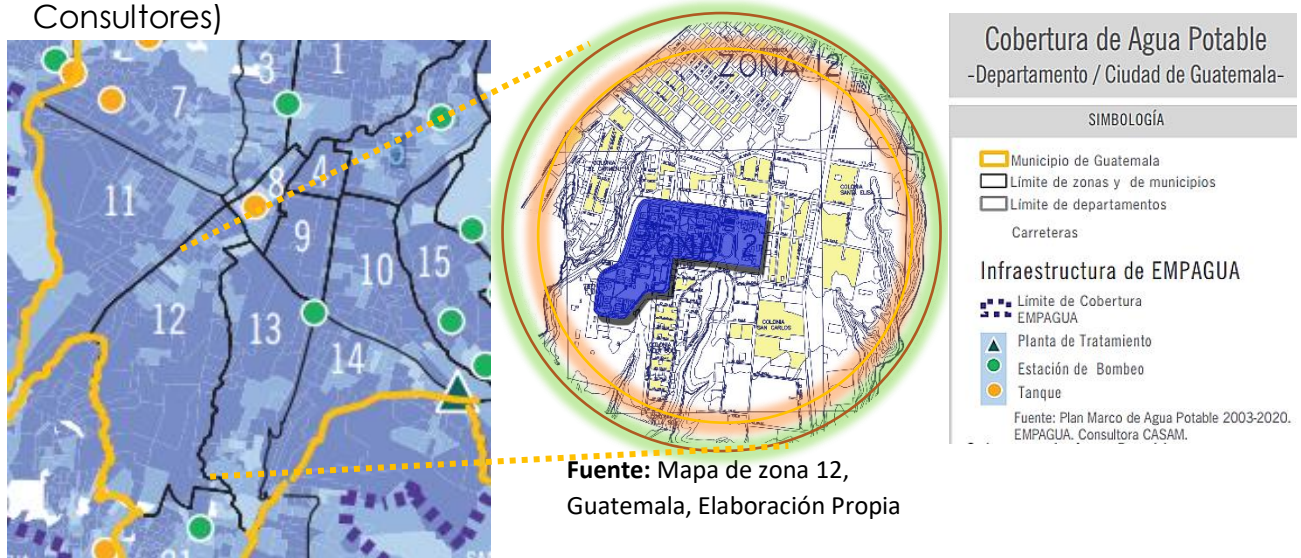 Consultores)
3
1
7
5
4
8
11
9
10
15
12
13
14
ZONA 12
COLONIA
SANTA ELISA
ZONA 12
COLONIA
SAN CARLOS
Fuente: Mapa de zona 12,
Guatemala, Elaboración Propia
Cobertura de Agua Potable
-Departamento / Ciudad de Guatemala-
SIMBOLOGÍA
Municipio de Guatemala
Límite de zonas y de municipios
Límite de departamentos
Carreteras
Infraestructura de EMPAGUA
Límite de Cobertura
EMPAGUA
Planta de Tratamiento
Estación de Bombeo
Tanque
Fuente: Plan Marco de Agua Potable 2003-2020.
EMPAGUA. Consultora CASAM.